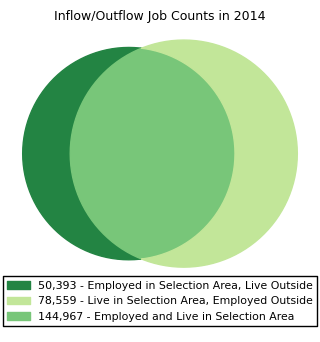 Inflow/Outflow Job Counts in 2014
50,393 - Employed in Selection Area, Live Outside
78,559 - Live in Selection Area, Employed Outside
144,967 - Employed and Live in Selection Area